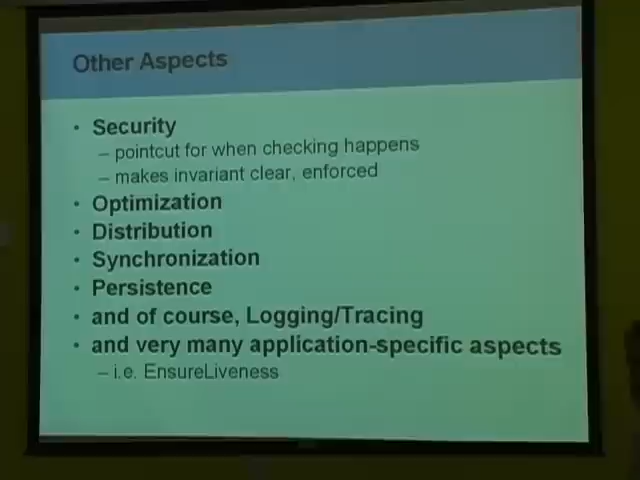 Other Aspects
• Security
– pointcut for when checking happens
– makes invariant clear, enforced
• Optimization
• Distribution
• Synchronization
• Persistence
• and of course, Logging/Tracing
• and very many application-specific aspects
– i.e. EnsureLiveness